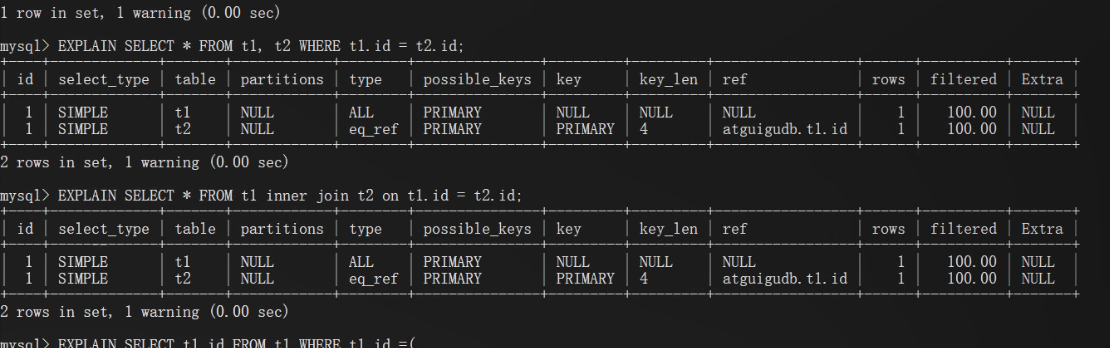 1 row in set, 1 warning (0.00 sec)
mysql> EXPLAIN SELECT * FROM t1, t2 WHERE t1.id = t2.id;
| id | select_type | table | partitions | type | possible_keys | key | key_len | ref | rows | filtered | Extra |
| 1 | SIMPLE | t1 | NULL | ALL | PRIMARY | NULL | NULL | NULL | 1 | 100.00 | NULL |
| 1 | SIMPLE | t2 | NULL | eq_ref | PRIMARY | PRIMARY | 4 | atguigudb.t1.id | 1 | 100.00 | NULL |
2 rows in set, 1 warning (0.00 sec)
mysql> EXPLAIN SELECT * FROM t1 inner join t2 on t1.id = t2.id;
| id | select_type | table | partitions | type | possible_keys | key | key_len | ref | rows | filtered | Extra |
| 1 | SIMPLE | t1 | NULL | ALL | PRIMARY | NULL | NULL | NULL | 1 | 100.00 | NULL |
| 1 | SIMPLE | t2 | NULL | eq_ref | PRIMARY | PRIMARY | 4 | atguigudb.t1.id | 1 | 100.00 | NULL |
2 rows in set, 1 warning (0.00 sec)
mysql> EXPLAIN SELECT t1.id FROM t1 WHERE t1.id =(